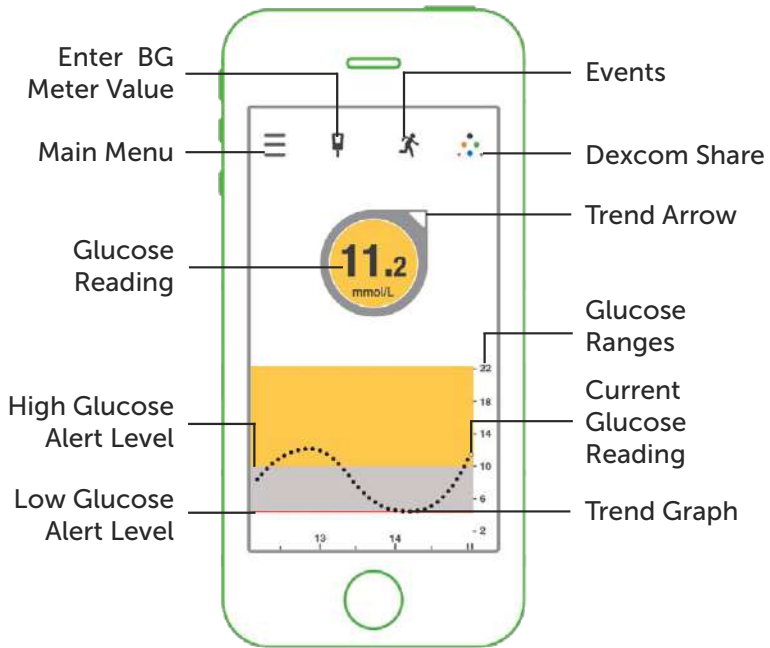 Enter BG
Meter Value
Main Menu
Glucose
Reading
High Glucose
Alert Level
Low Glucose
Alert Level
Events
Dexcom Share
Trend Arrow
Glucose
Ranges
Current
Glucose
Reading
Trend Graph
11.2
mmol/L
22
18
14
10
6
2
13
14